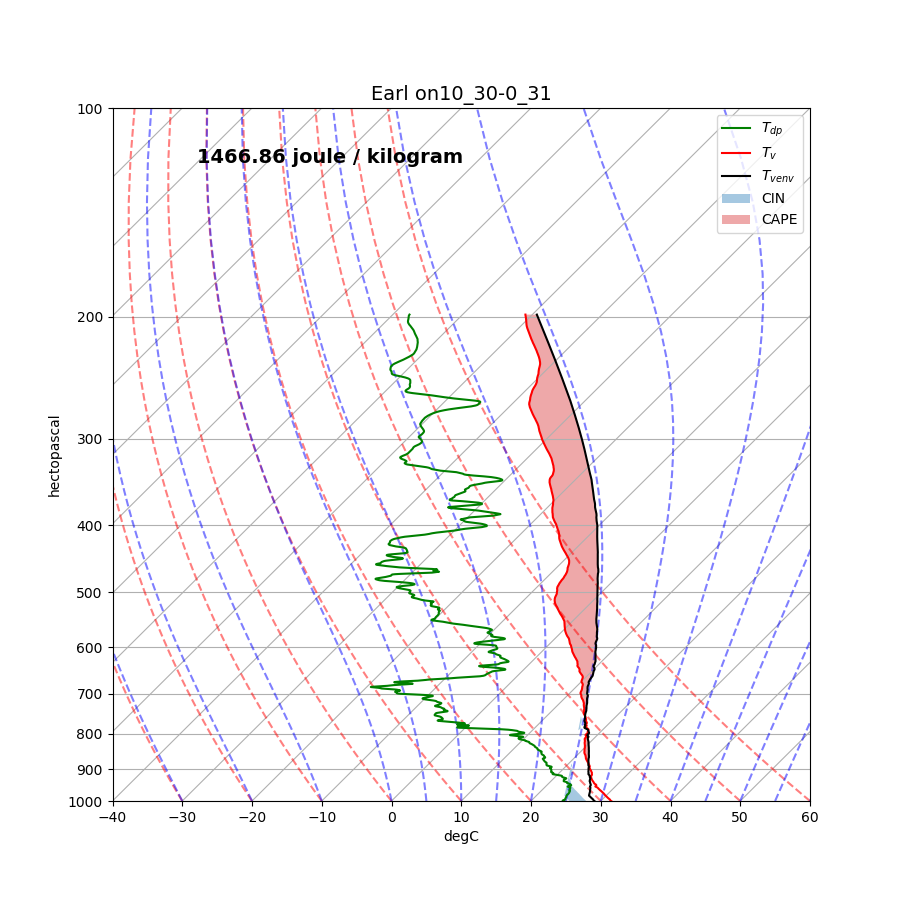 Earl on10_30-0_31
1466.86 joule / kilogram
T_dp
T_v
T_venv
CIN
CAPE
hectopascal
100
200
300
400
500
600
700
800
900
1000
−40 −30 −20 −10 0 10 20 30 40 50 60
degC